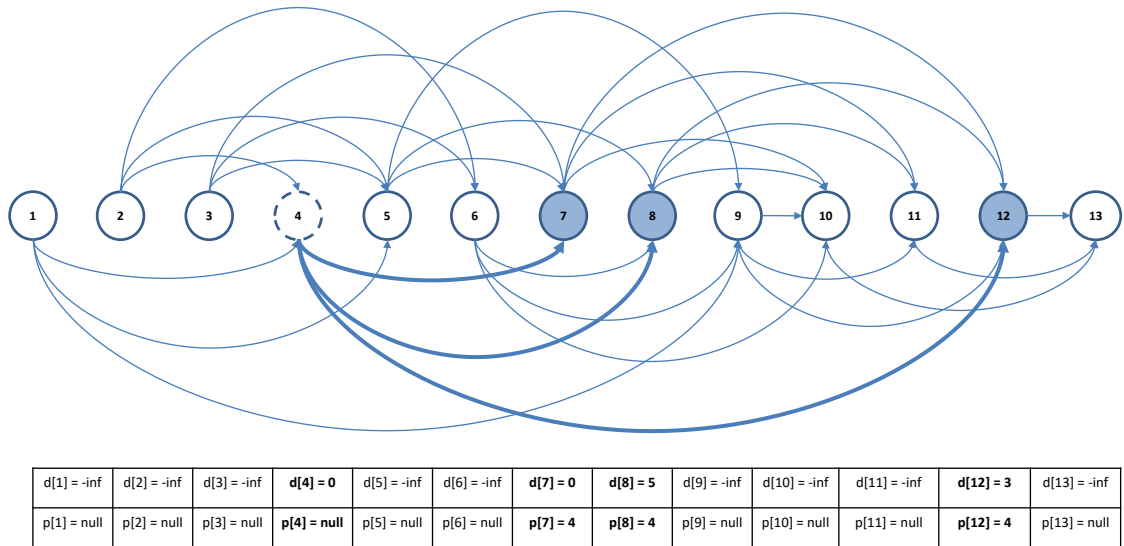 1 2 3 4 5 6 7 8 9 10 11 12 13
d[1] = -inf d[2] = -inf d[3] = -inf d[4] = 0 d[5] = -inf d[6] = -inf d[7] = 0 d[8] = 5 d[9] = -inf d[10] = -inf d[11] = -inf d[12] = 3 d[13] = -inf
p[1] = null p[2] = null p[3] = null p[4] = null p[5] = null p[6] = null p[7] = 4 p[8] = 4 p[9] = null p[10] = null p[11] = null p[12] = 4 p[13] = null